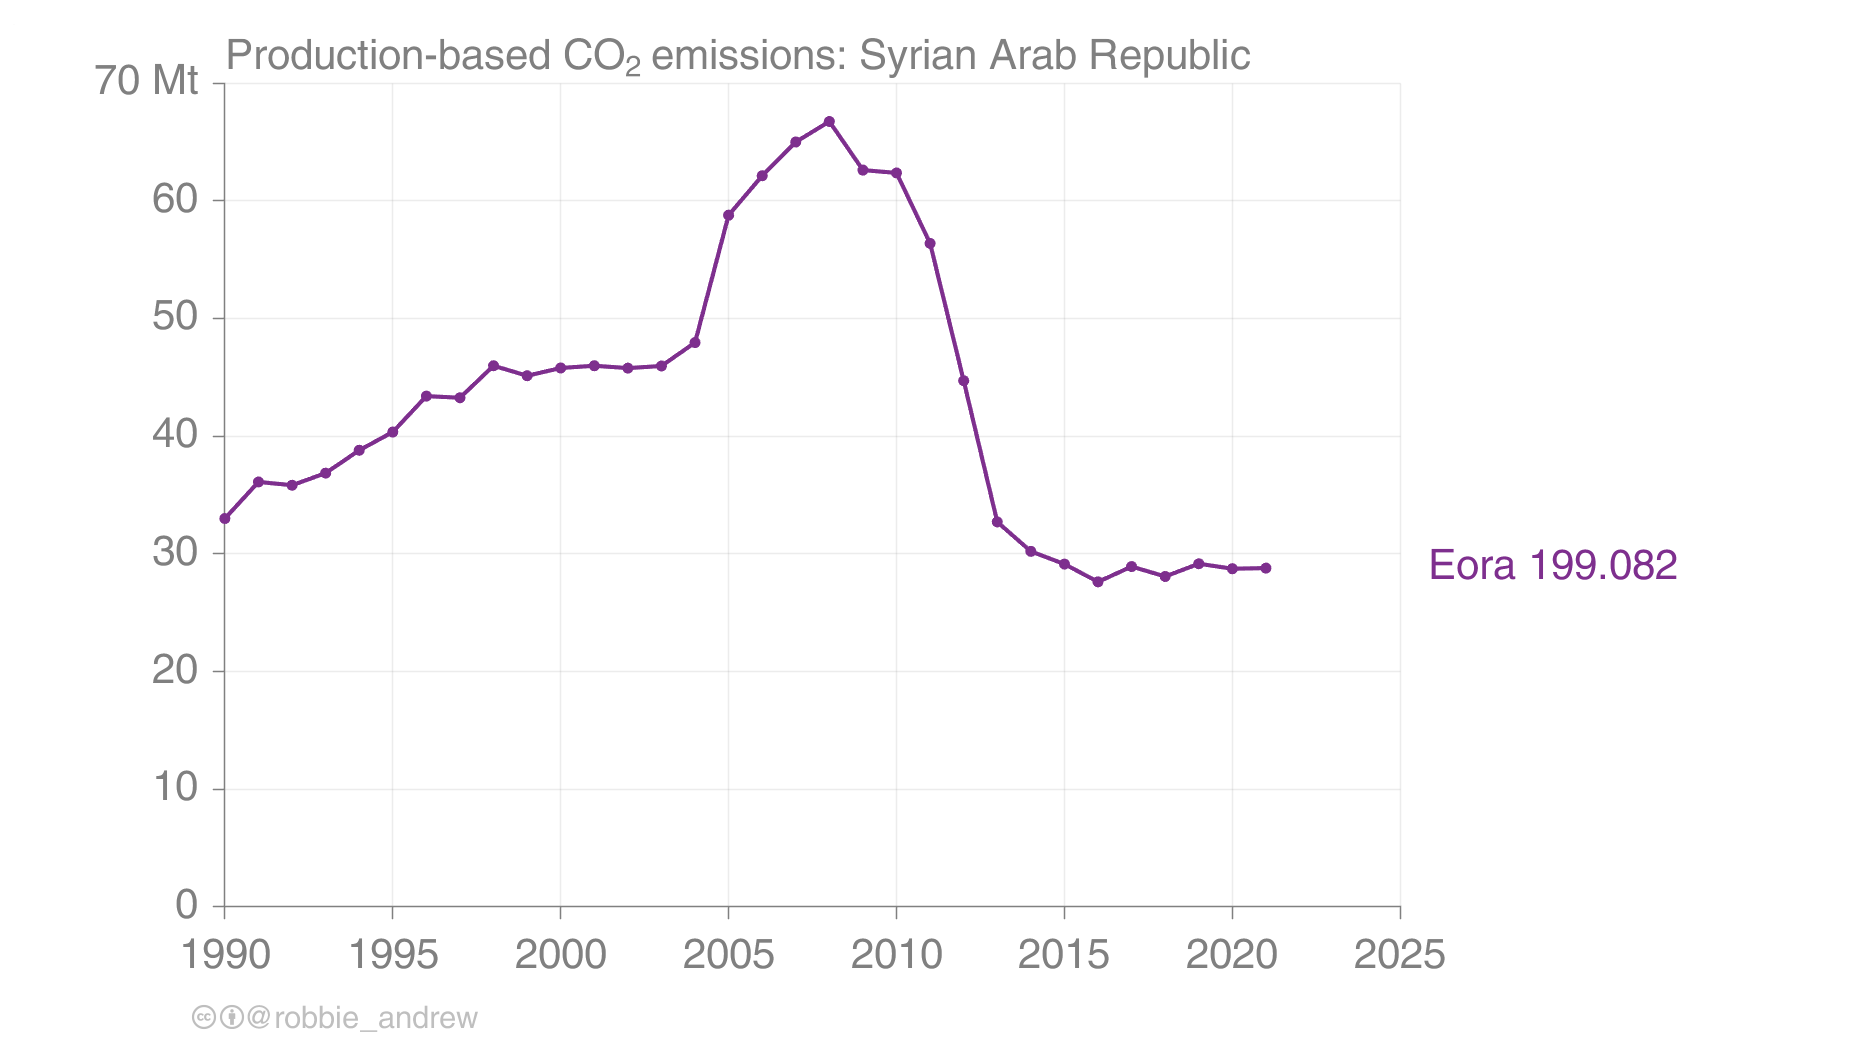 Production-based CO₂ emissions: Syrian Arab Republic
70 Mt
60
50
40
30
20
10
0
Eora 199.082
1990 1995 2000 2005 2010 2015 2020 2025
@robbie_andrew